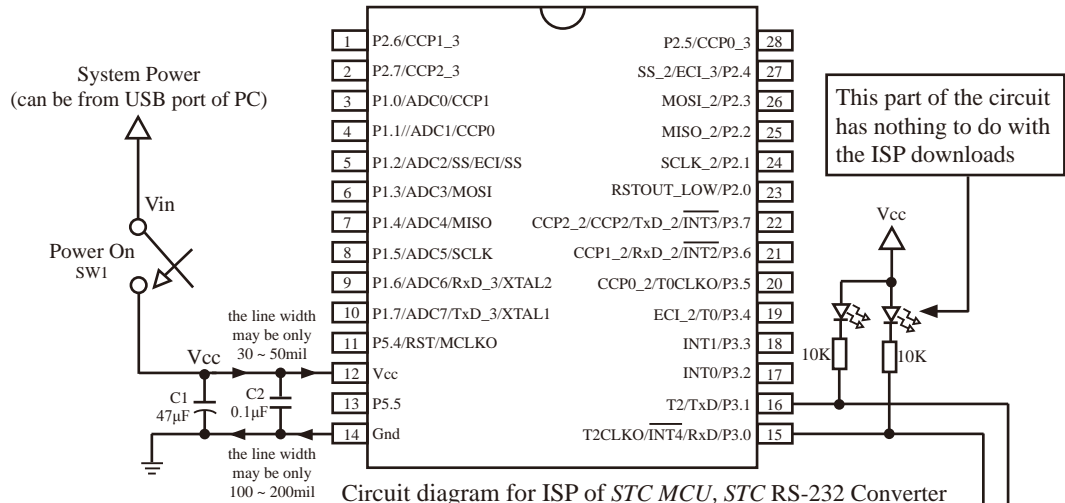 System Power
(can be from USB port of PC)
Vin
Power On
SW1
Vcc
the line width
may be only
30 ~ 50mil
C1
47μF
C2
0.1μF
the line width
may be only
100 ~ 200mil
1 P2.6/CCP1_3
2 P2.7/CCP2_3
3 P1.0/ADC0/CCP1
4 P1.1//ADC1/CCP0
5 P1.2/ADC2/SS/ECI/SS
6 P1.3/ADC3/MOSI
7 P1.4/ADC4/MISO
8 P1.5/ADC5/SCLK
9 P1.6/ADC6/RxD_3/XTAL2
10 P1.7/ADC7/TxD_3/XTAL1
11 P5.4/RST/MCLKO
12 Vcc
13 P5.5
14 Gnd
P2.5/CCP0_3 28
SS_2/ECI_3/P2.4 27
MOSI_2/P2.3 26
MISO_2/P2.2 25
SCLK_2/P2.1 24
RSTOUT_LOW/P2.0 23
CCP2_2/CCP2/TxD_2/INT3/P3.7 22
CCP1_2/RxD_2/INT2/P3.6 21
CCP0_2/T0CLKO/P3.5 20
ECI_2/T0/P3.4 19
INT1/P3.3 18
INT0/P3.2 17
T2/TxD/P3.1 16
T2CLKO/INT4/RxD/P3.0 15
This part of the circuit
has nothing to do with
the ISP downloads
Vcc
10K
10K
Circuit diagram for ISP of STC MCU, STC RS-232 Converter